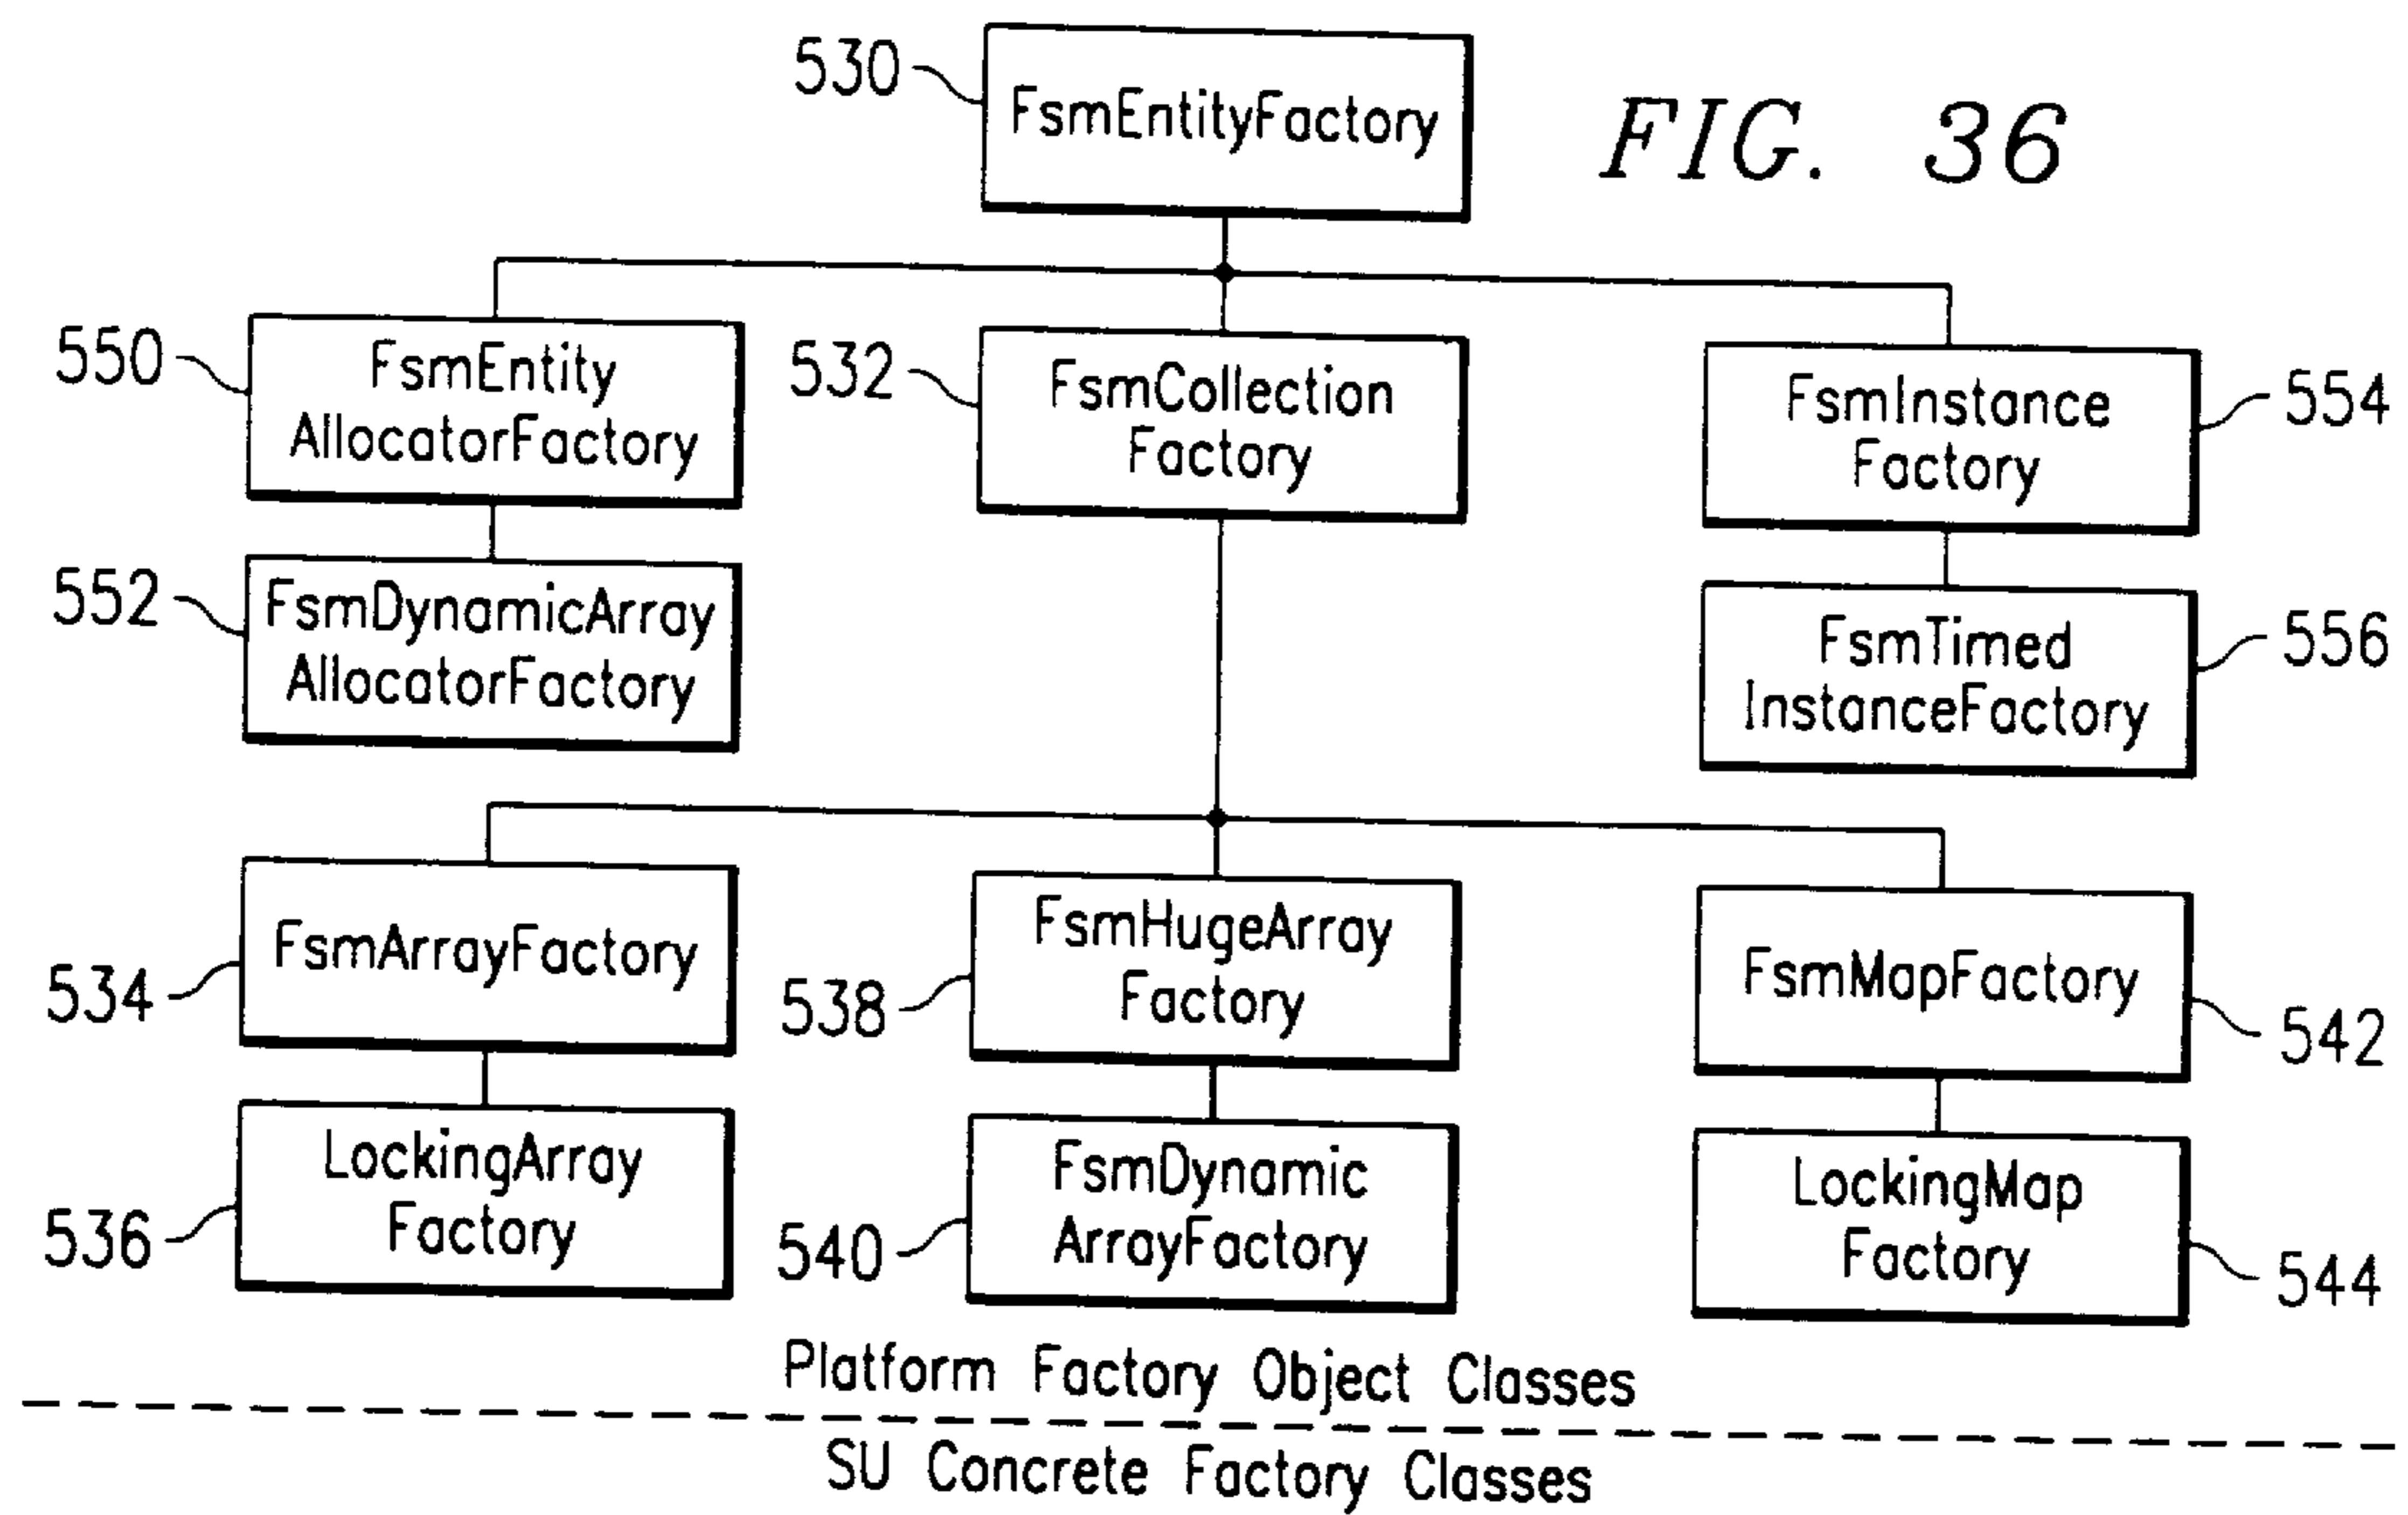 530
FsmEntityFactory
FIG. 36
550
FsmEntity
AllocatorFactory
532
FsmCollection
Factory
FsmInstance
Factory
554
552
FsmDynamicArray
AllocatorFactory
FsmTimed
InstanceFactory
556
534
FsmArrayFactory
538
FsmHugeArray
Factory
FsmMapFactory
542
536
LockingArray
Factory
540
FsmDynamic
ArrayFactory
LockingMap
Factory
544
Platform Factory Object Classes
SU Concrete Factory Classes